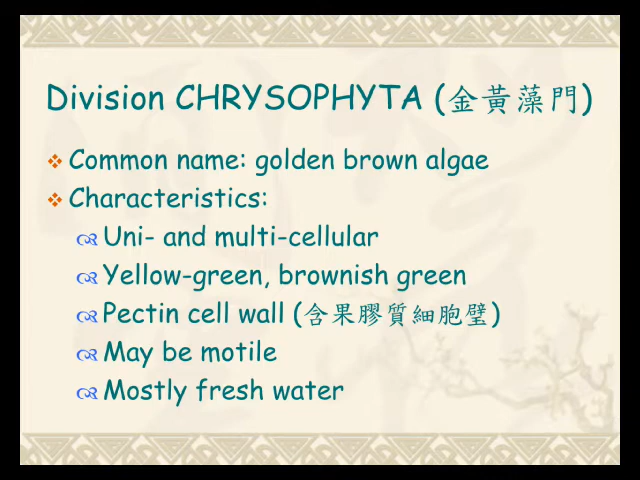 Division CHRYSOPHYTA (金黃藻門)
Common name: golden brown algae
Characteristics:
Uni- and multi-cellular
Yellow-green, brownish green
Pectin cell wall (含果膠質細胞壁)
May be motile
Mostly fresh water